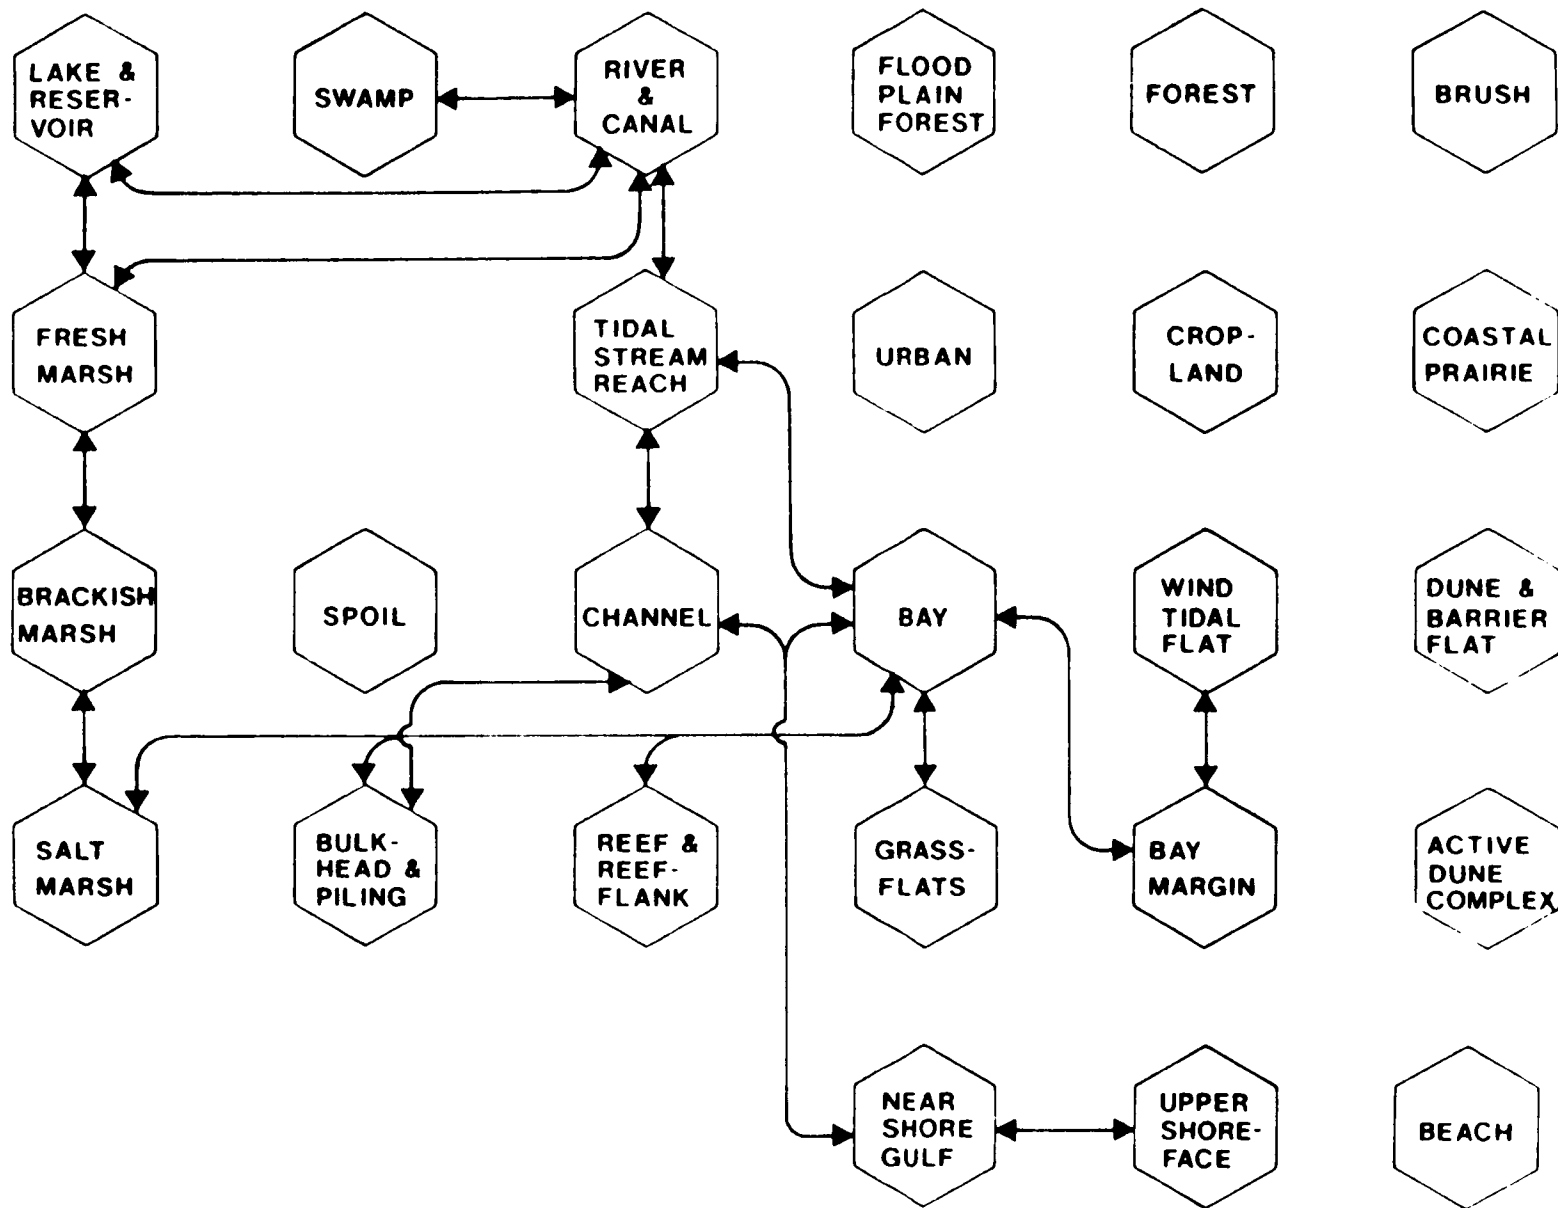 LAKE &
RESER-
VOIR
SWAMP
RIVER
&
CANAL
FLOOD
PLAIN
FOREST
FOREST
BRUSH
FRESH
MARSH
TIDAL
STREAM
REACH
URBAN
CROP-
LAND
COASTAL
PRAIRIE
BRACKISH
MARSH
SPOIL
CHANNEL
BAY
WIND
TIDAL
FLAT
DUNE &
BARRIER
FLAT
SALT
MARSH
BULK-
HEAD &
PILING
REEF &
REEF-
FLANK
GRASS-
FLATS
BAY
MARGIN
ACTIVE
DUNE
COMPLEX
NEAR
SHORE
GULF
UPPER
SHORE-
FACE
BEACH